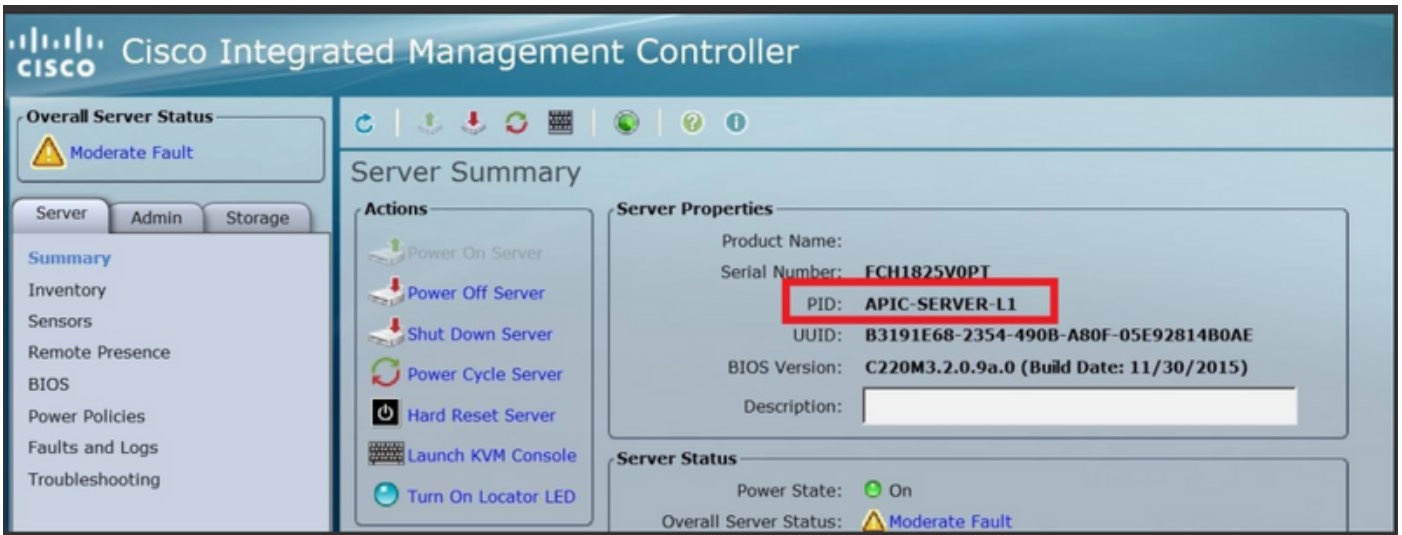 CISCO Cisco Integrated Management Controller
Overall Server Status
Moderate Fault
Server Admin Storage
Summary
Inventory
Sensors
Remote Presence
BIOS
Power Policies
Faults and Logs
Troubleshooting
Server Summary
Actions
Power On Server
Power Off Server
Shut Down Server
Power Cycle Server
Hard Reset Server
Launch KVM Console
Turn On Locator LED
Server Properties
Product Name:
Serial Number: FCH1825V0PT
PID: APIC-SERVER-L1
UUID: B3191E68-2354-490B-A80F-05E92814B0AE
BIOS Version: C220M3.2.0.9a.0 (Build Date: 11/30/2015)
Description:
Server Status
Power State: On
Overall Server Status: Moderate Fault